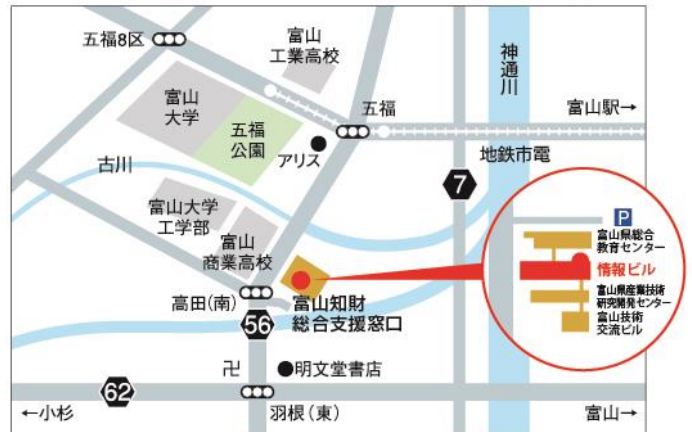 五福8区
富山
工業高校
神通川
富山
大学
五福
富山駅→
五福
公園
アリス
地鉄市電
古川
7
富山大学
工学部
P
富山県総合
教育センター
富山
商業高校
情報ビル
富山県産業技術
研究開発センター
富山技術
交流ビル
高田(南)
富山知財
総合支援窓口
56
卍
●明文堂書店
62
←小杉
羽根(東)
富山→